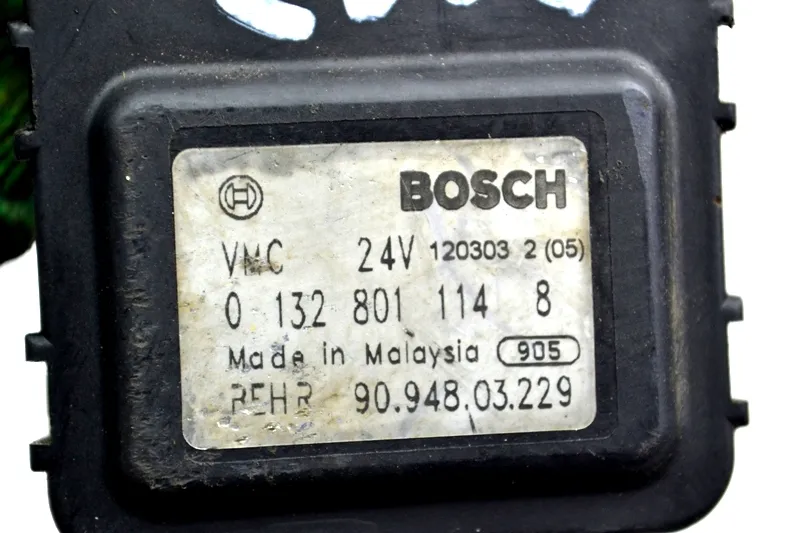 BOSCH
VMC 24V 120303 2 (05)
0 132 801 114 8
Made in Malaysia 905
BEHR 90.948.03.229